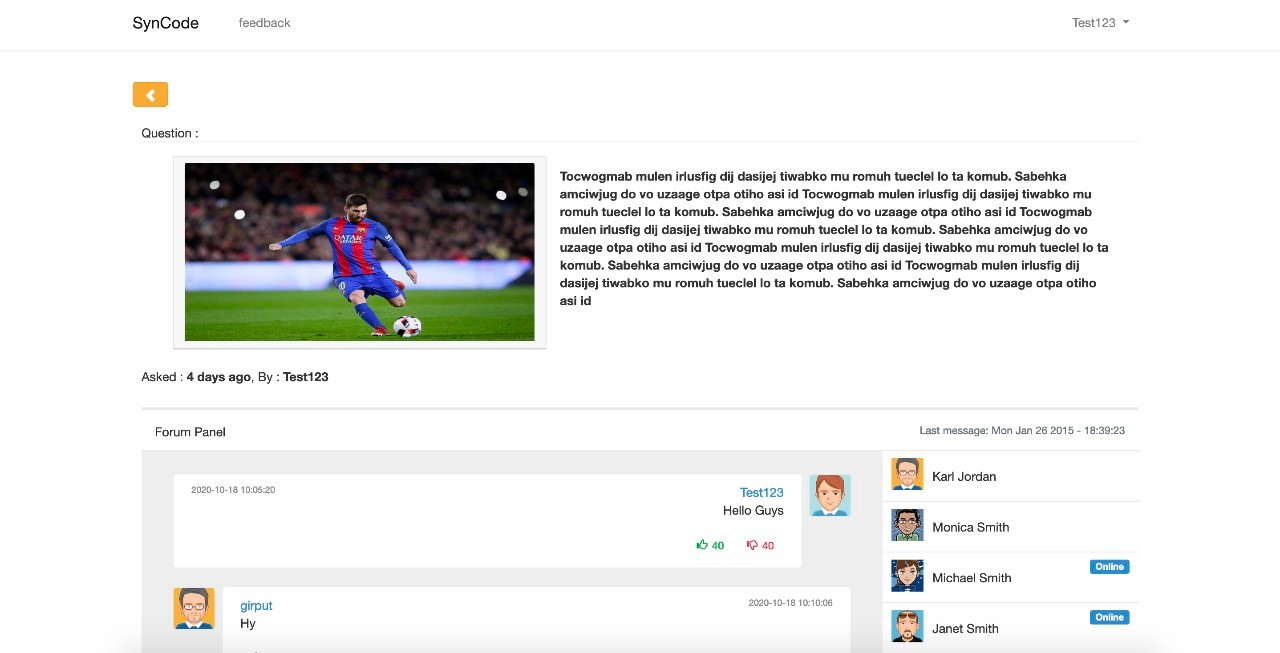 SynCode
feedback
Test123
Question :
QATAR
AIRWAYS
Tocwogmab mulen irlusfig dij dasijej tiwabko mu romuh tueclel lo ta komub. Sabehka
amciwjug do vo uzaage otpa otiho asi id Tocwogmab mulen irlusfig dij dasijej tiwabko mu
romuh tueclel lo ta komub. Sabehka amciwjug do vo uzaage otpa otiho asi id Tocwogmab
mulen irlusfig dij dasijej tiwabko mu romuh tueclel lo ta komub. Sabehka amciwjug do vo
uzaage otpa otiho asi id Tocwogmab mulen irlusfig dij dasijej tiwabko mu romuh tueclel lo ta
komub. Sabehka amciwjug do vo uzaage otpa otiho asi id Tocwogmab mulen irlusfig dij
dasijej tiwabko mu romuh tueclel lo ta komub. Sabehka amciwjug do vo uzaage otpa otiho
asi id
Asked : 4 days ago, By : Test123
Forum Panel
Last message: Mon Jan 26 2015 - 18:39:23
2020-10-18 10:05:20
Test123
Hello Guys
40
40
girput
2020-10-18 10:10:06
Hy
Karl Jordan
Monica Smith
Michael Smith
Online
Janet Smith
Online